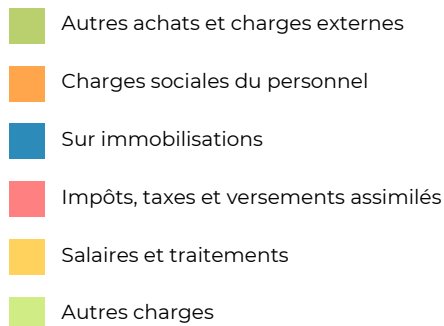 Autres achats et charges externes
Charges sociales du personnel
Sur immobilisations
Impôts, taxes et versements assimilés
Salaires et traitements
Autres charges